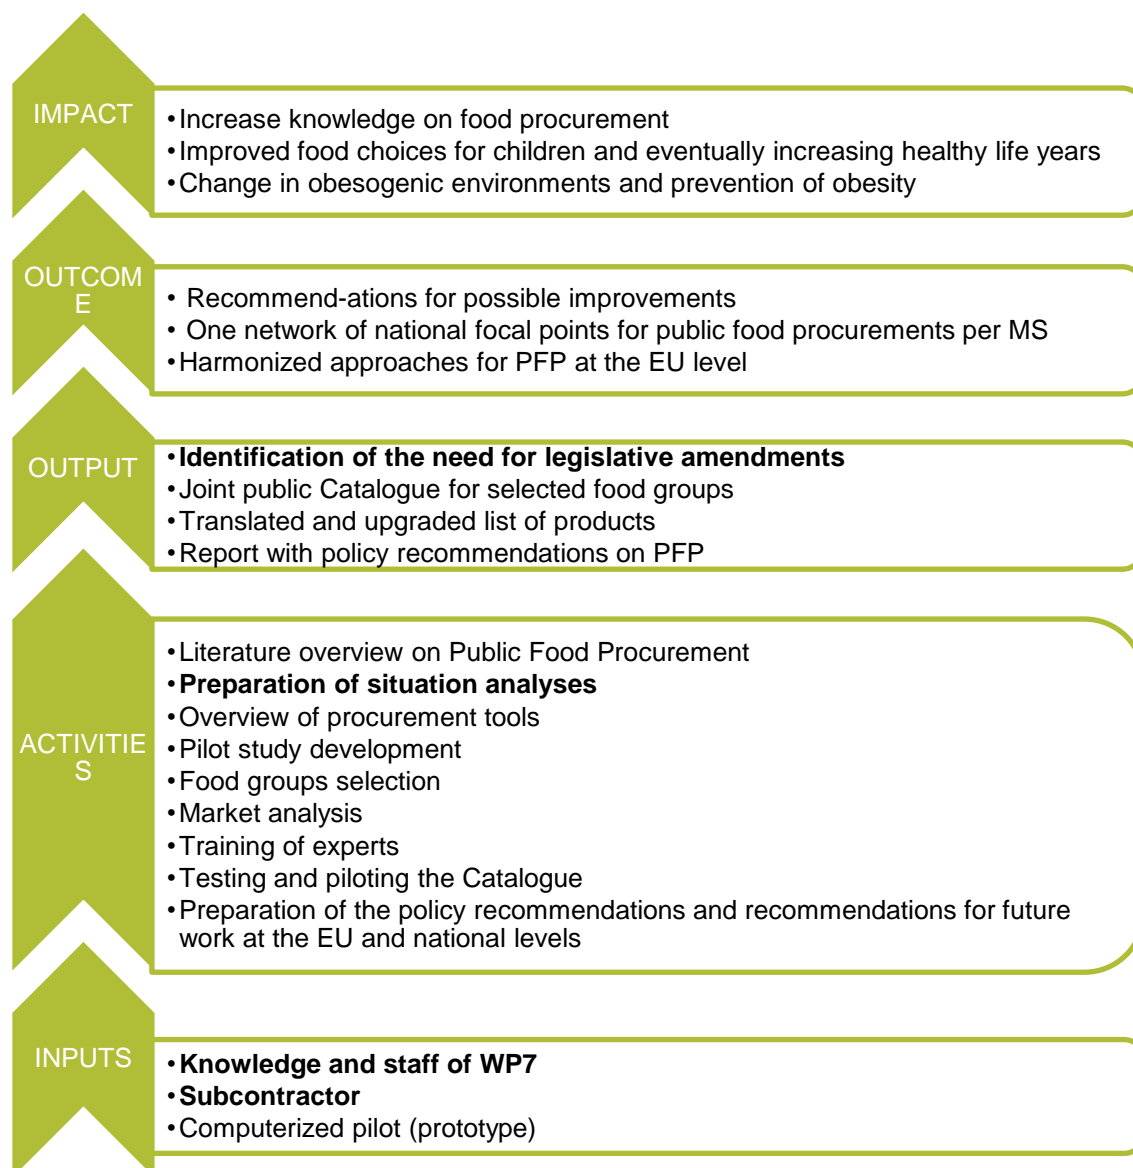 IMPACT
•Increase knowledge on food procurement
•Improved food choices for children and eventually increasing healthy life years
•Change in obesogenic environments and prevention of obesity
OUTCOM
E
• Recommend-ations for possible improvements
• One network of national focal points for public food procurements per MS
•Harmonized approaches for PFP at the EU level
OUTPUT
•Identification of the need for legislative amendments
•Joint public Catalogue for selected food groups
•Translated and upgraded list of products
•Report with policy recommendations on PFP
ACTIVITIE
S
•Literature overview on Public Food Procurement
•Preparation of situation analyses
•Overview of procurement tools
•Pilot study development
•Food groups selection
•Market analysis
•Training of experts
•Testing and piloting the Catalogue
•Preparation of the policy recommendations and recommendations for future
work at the EU and national levels
INPUTS
•Knowledge and staff of WP7
•Subcontractor
•Computerized pilot (prototype)